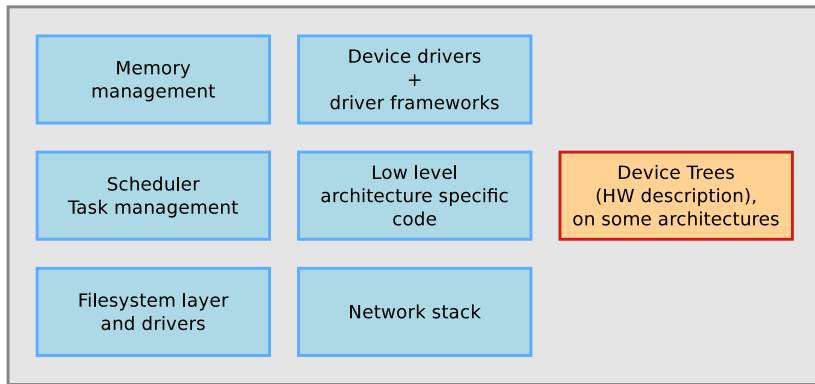 Memory
management
Device drivers
+
driver frameworks
Scheduler
Task management
Low level
architecture specific
code
Device Trees
(HW description),
on some architectures
Filesystem layer
and drivers
Network stack